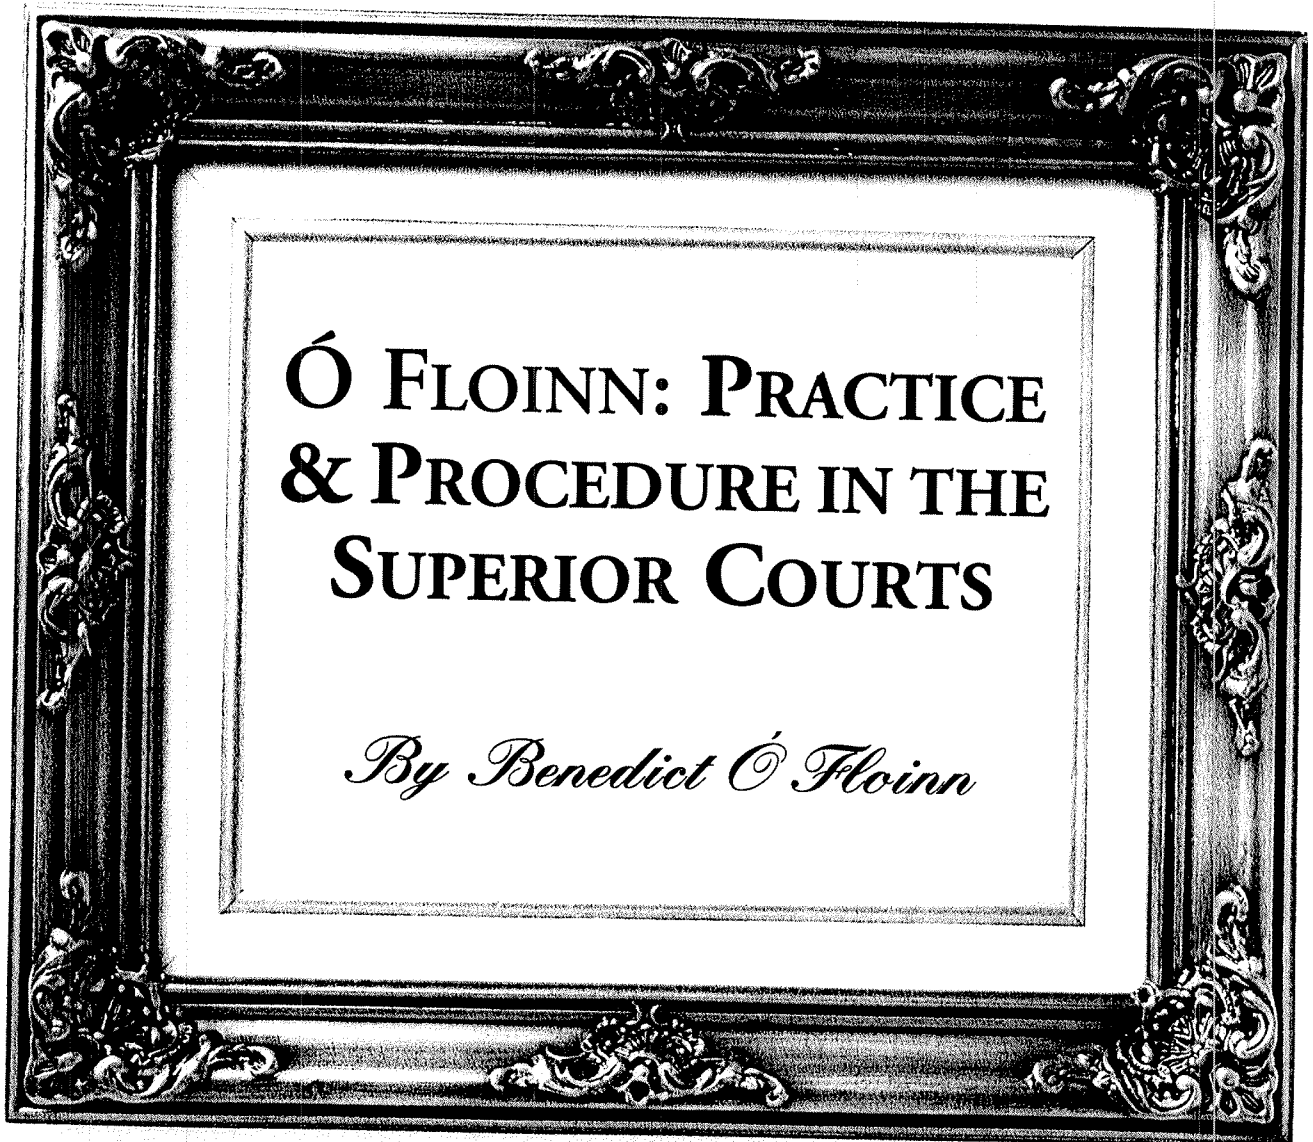 Ó FLOINN: PRACTICE
& PROCEDURE IN THE
SUPERIOR COURTS
By Benedict Ó Floinn